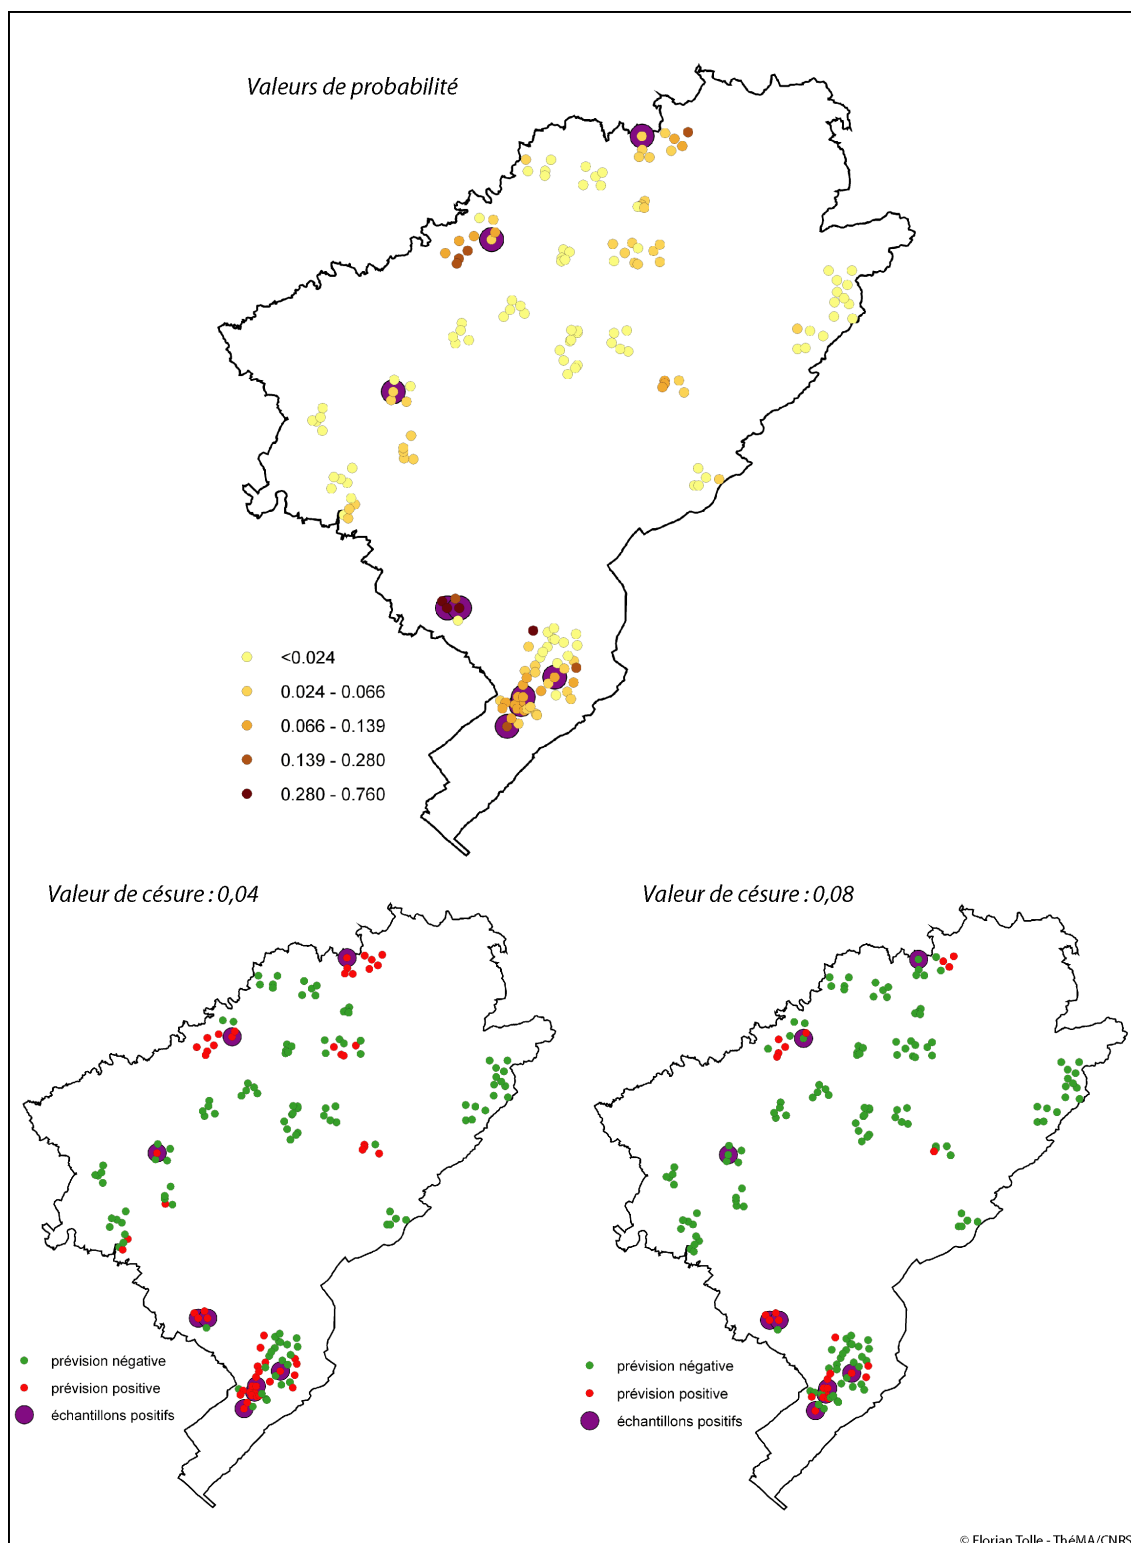 Valeurs de probabilité
<0.024
0.024 - 0.066
0.066 - 0.139
0.139 - 0.280
0.280 - 0.760
Valeur de césure : 0,04
Valeur de césure : 0,08
prévision négative
prévision positive
échantillons positifs
prévision négative
prévision positive
échantillons positifs
© Florian Tolle - ThéMA/CNRS